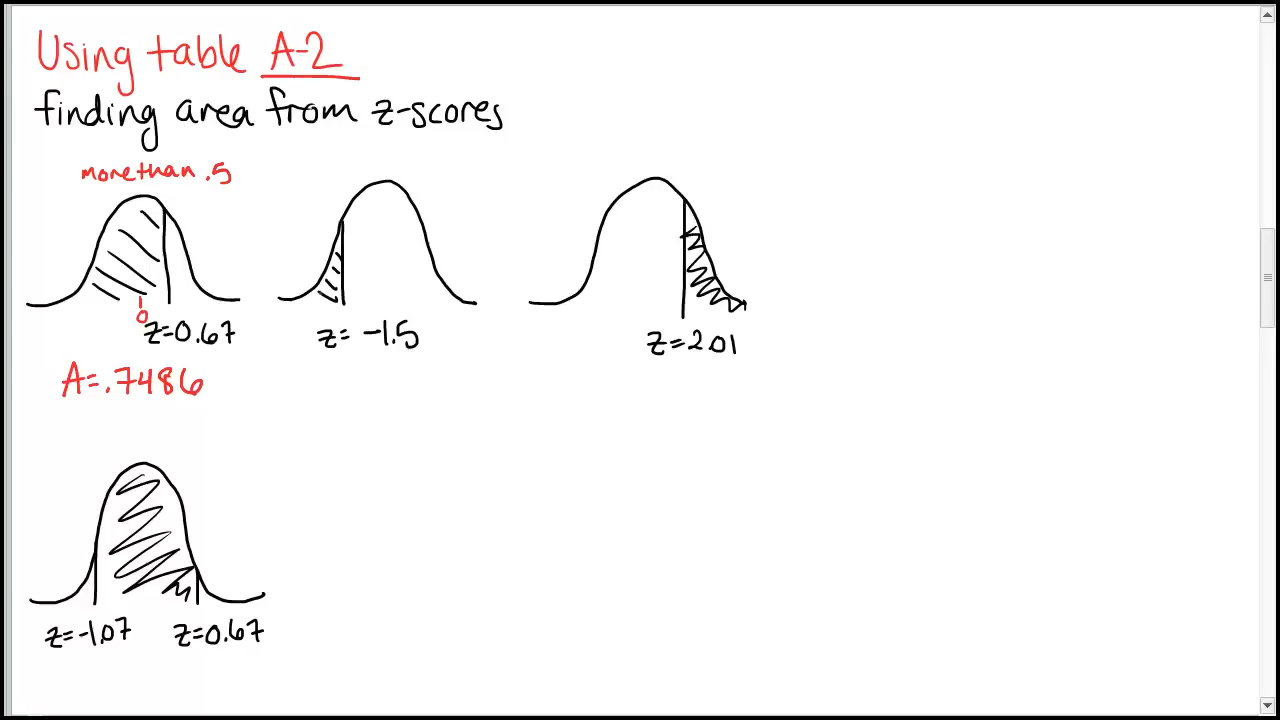 Using table A-2
finding area from z-scores
more than .5
0
z=0.67
z= -1.5
z=2.01
A=.7486
z=-1.07
z=0.67